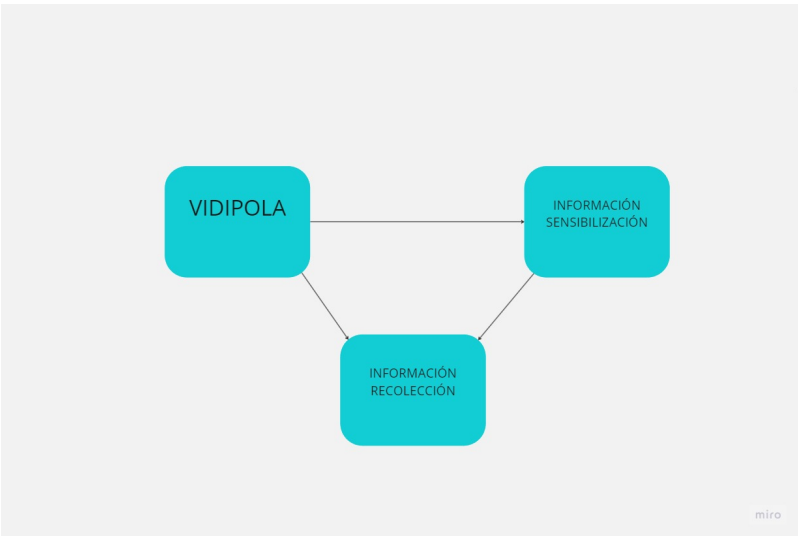 VIDIPOLA
INFORMACIÓN
SENSIBILIZACIÓN
INFORMACIÓN
RECOLECCIÓN
miro